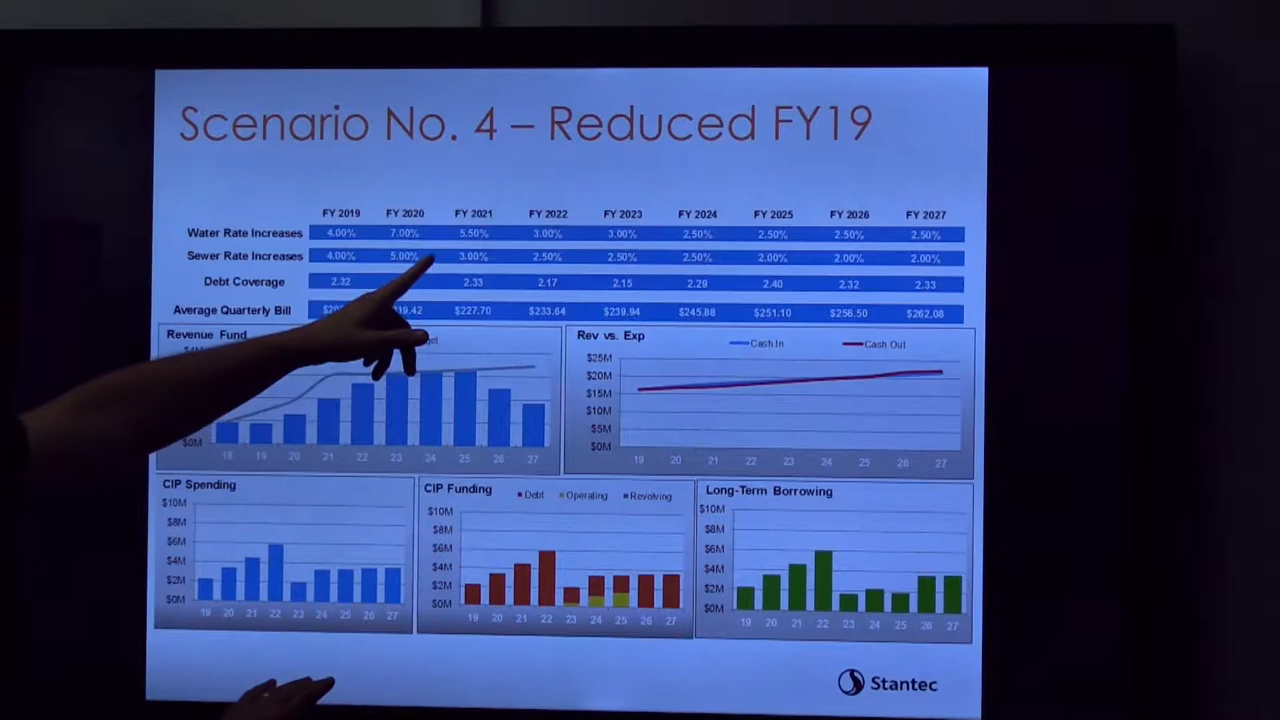 Scenario No. 4 – Reduced FY19
FY 2019 FY 2020 FY 2021 FY 2022 FY 2023 FY 2024 FY 2025 FY 2026 FY 2027
Water Rate Increases 4.00% 7.00% 5.50% 3.00% 3.00% 2.50% 2.50% 2.50% 2.50%
Sewer Rate Increases 4.00% 5.00% 3.00% 2.50% 2.50% 2.50% 2.00% 2.00% 2.00%
Debt Coverage 2.32 2.33 2.17 2.15 2.29 2.40 2.32 2.33
Average Quarterly Bill $227.70 $233.64 $239.94 $245.88 $251.10 $256.50 $262.08
Revenue Fund
$0M
18 19 20 21 22 23 24 25 26 27
Rev vs. Exp
Cash In Cash Out
$25M
$20M
$15M
$10M
$5M
$0M
19 20 21 22 23 24 25 26 27
CIP Spending
$10M
$8M
$6M
$4M
$2M
$0M
19 20 21 22 23 24 25 26 27
CIP Funding
Debt Operating Revolving
$10M
$8M
$6M
$4M
$2M
$0M
19 20 21 22 23 24 25 26 27
Long-Term Borrowing
$10M
$8M
$6M
$4M
$2M
$0M
19 20 21 22 23 24 25 26 27
Stantec